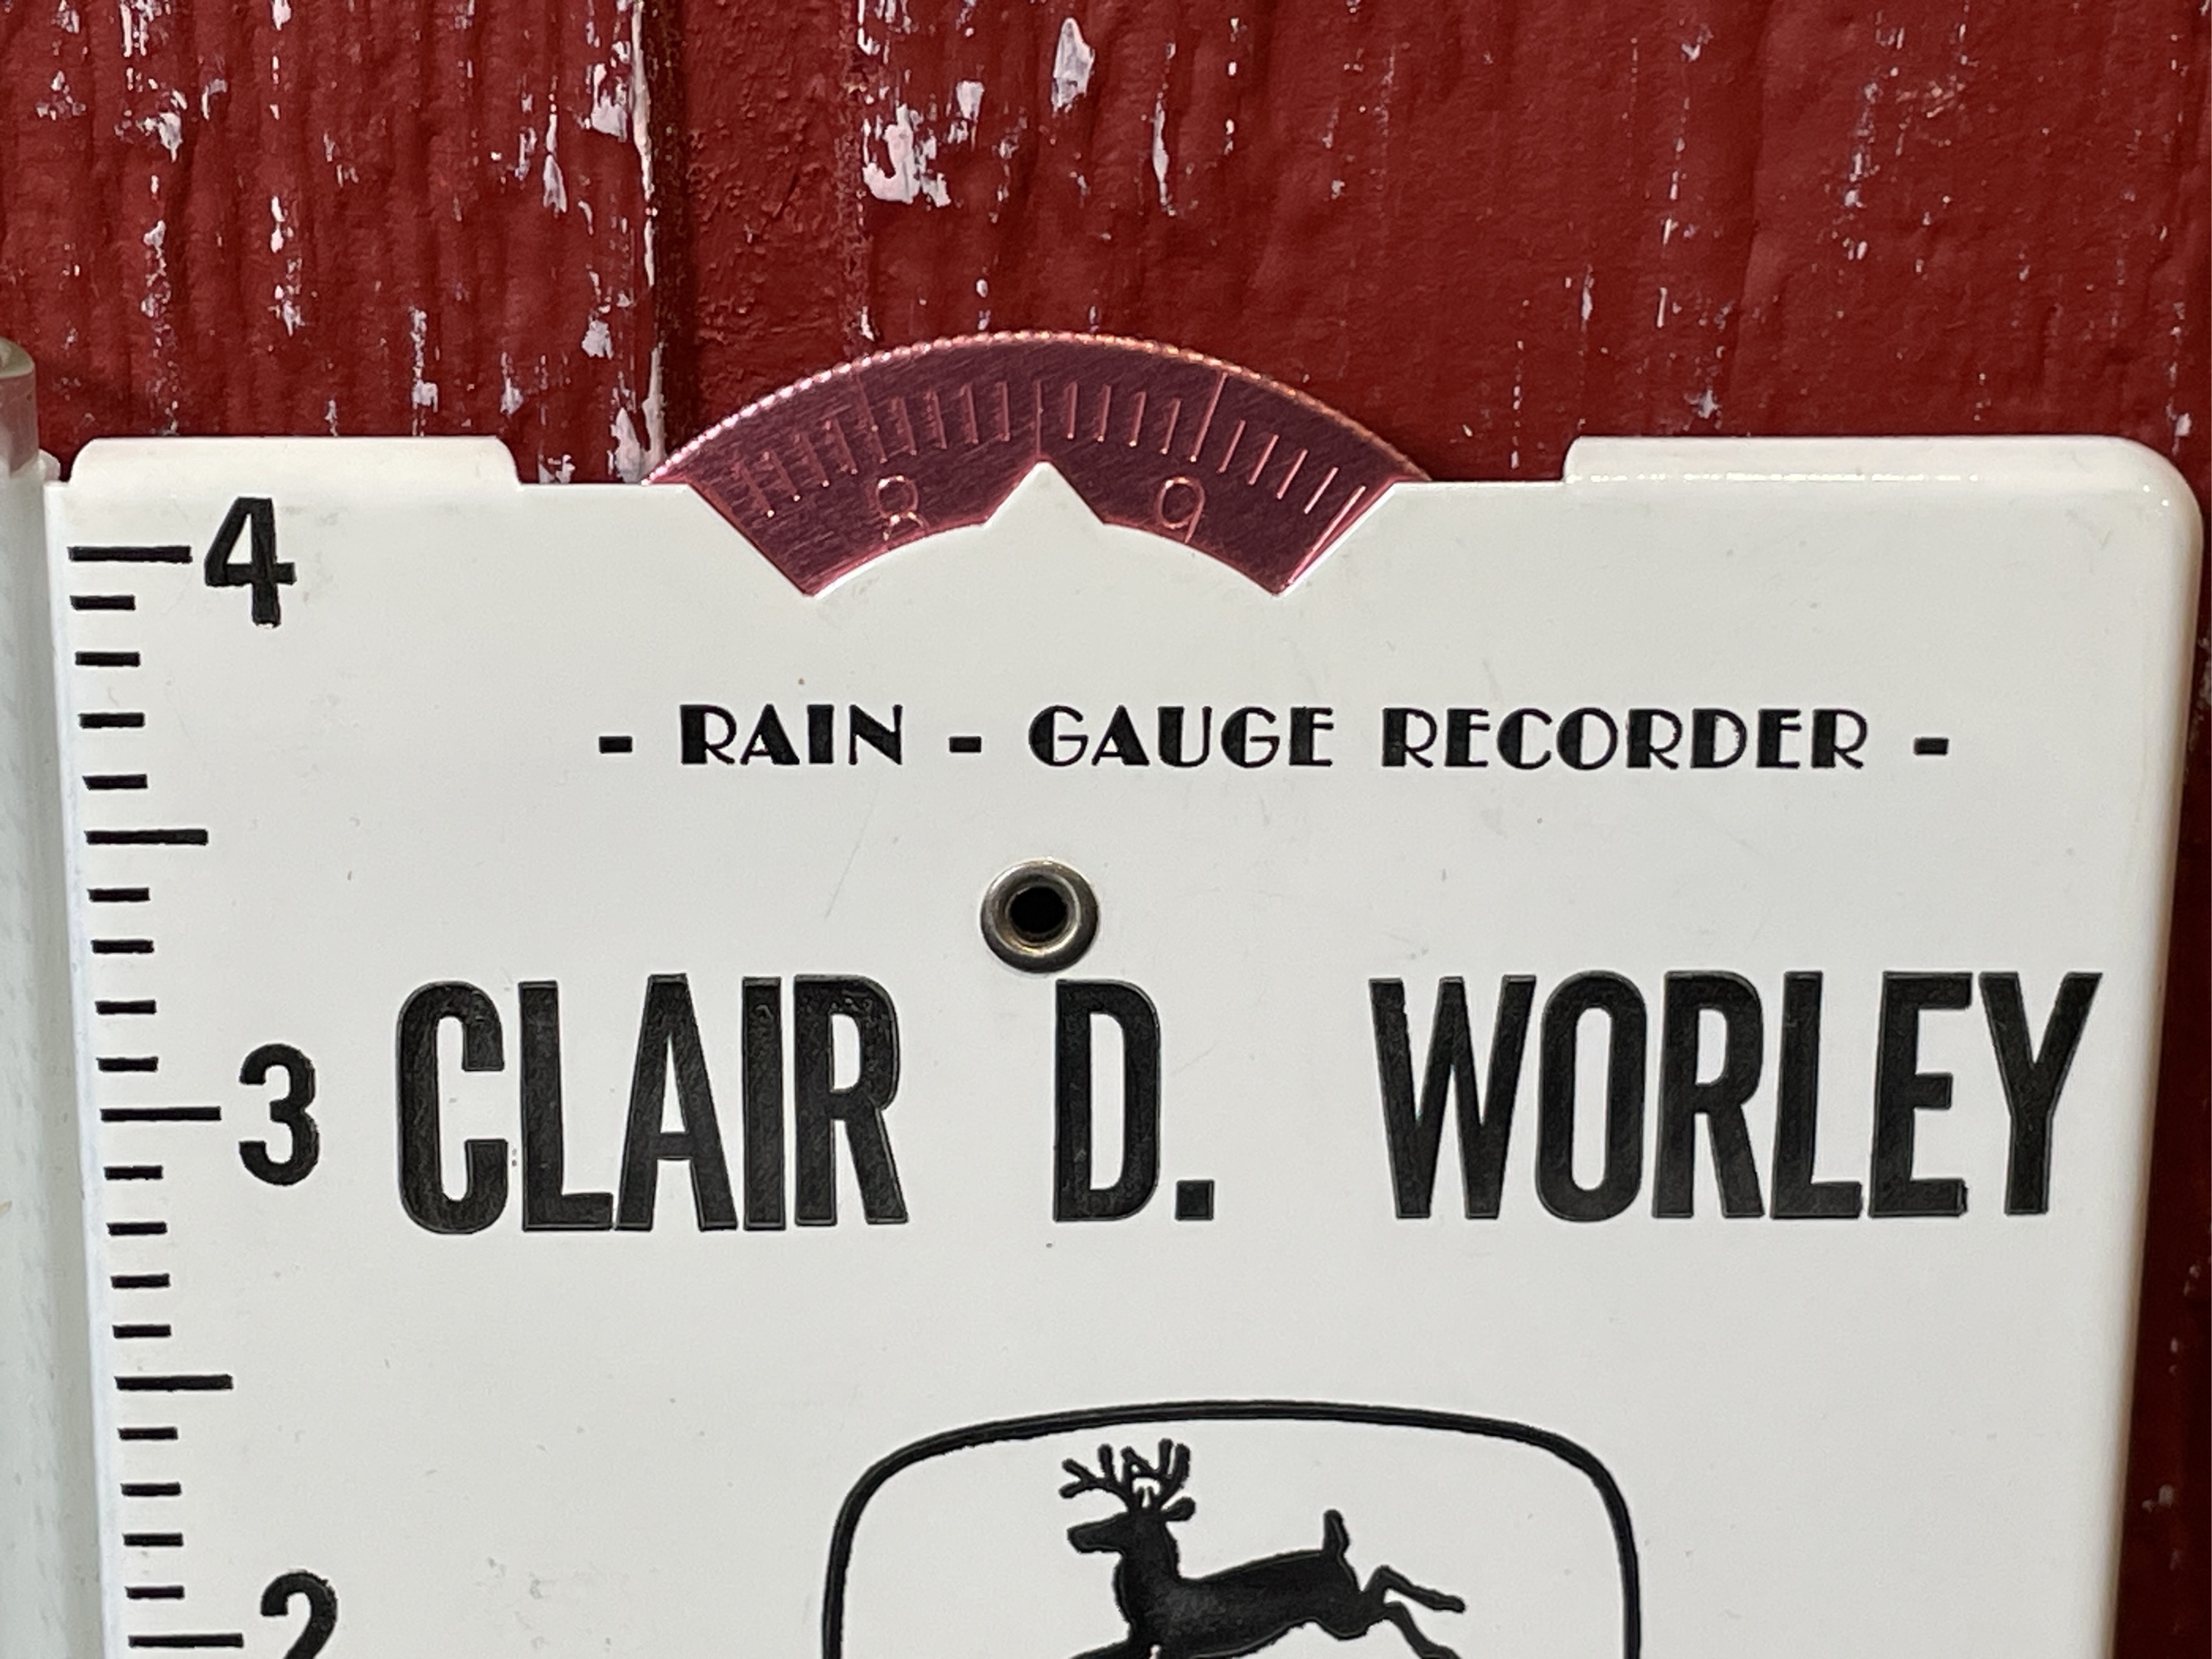 8 9
4
- RAIN - GAUGE RECORDER -
3
CLAIR D. WORLEY
2